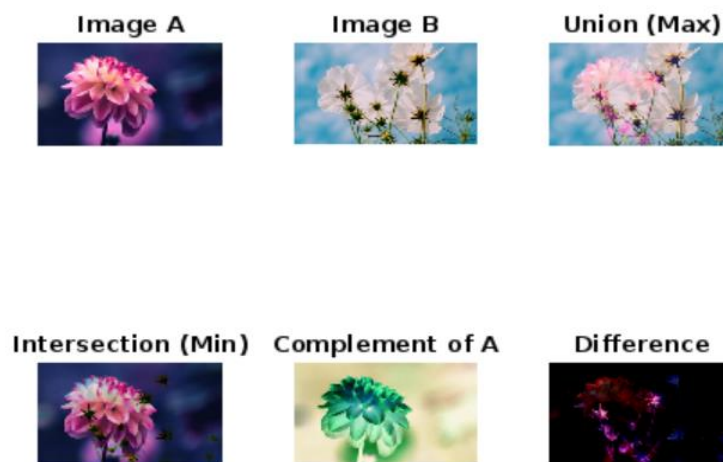 Image A
Image B
Union (Max)
Intersection (Min)
Complement of A
Difference